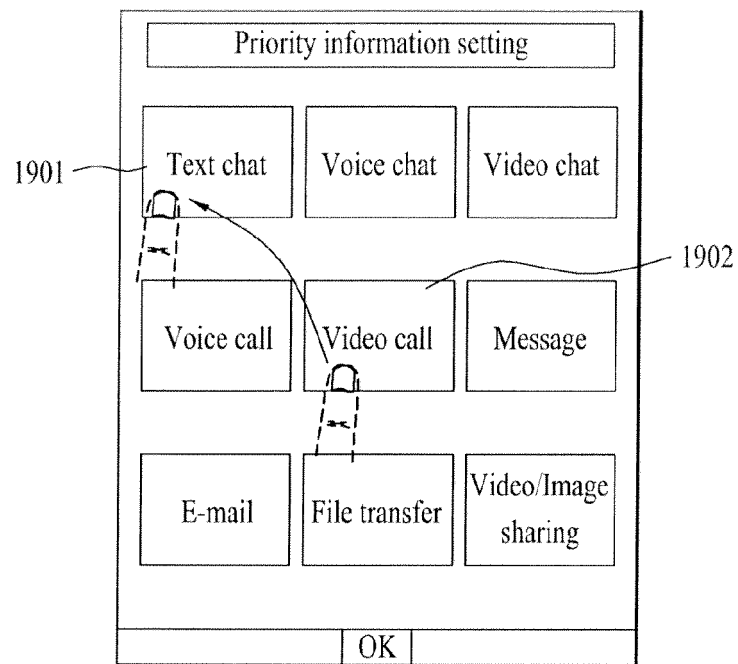 Priority information setting
1901
Text chat
Voice chat
Video chat
1902
Voice call
Video call
Message
E-mail
File transfer
Video/Image
sharing
OK